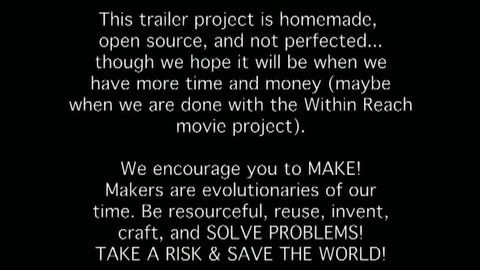 This trailer project is homemade,
open source, and not perfected...
though we hope it will be when we
have more time and money (maybe
when we are done with the Within Reach
movie project).
We encourage you to MAKE!
Makers are evolutionaries of our
time. Be resourceful, reuse, invent,
craft, and SOLVE PROBLEMS!
TAKE A RISK & SAVE THE WORLD!